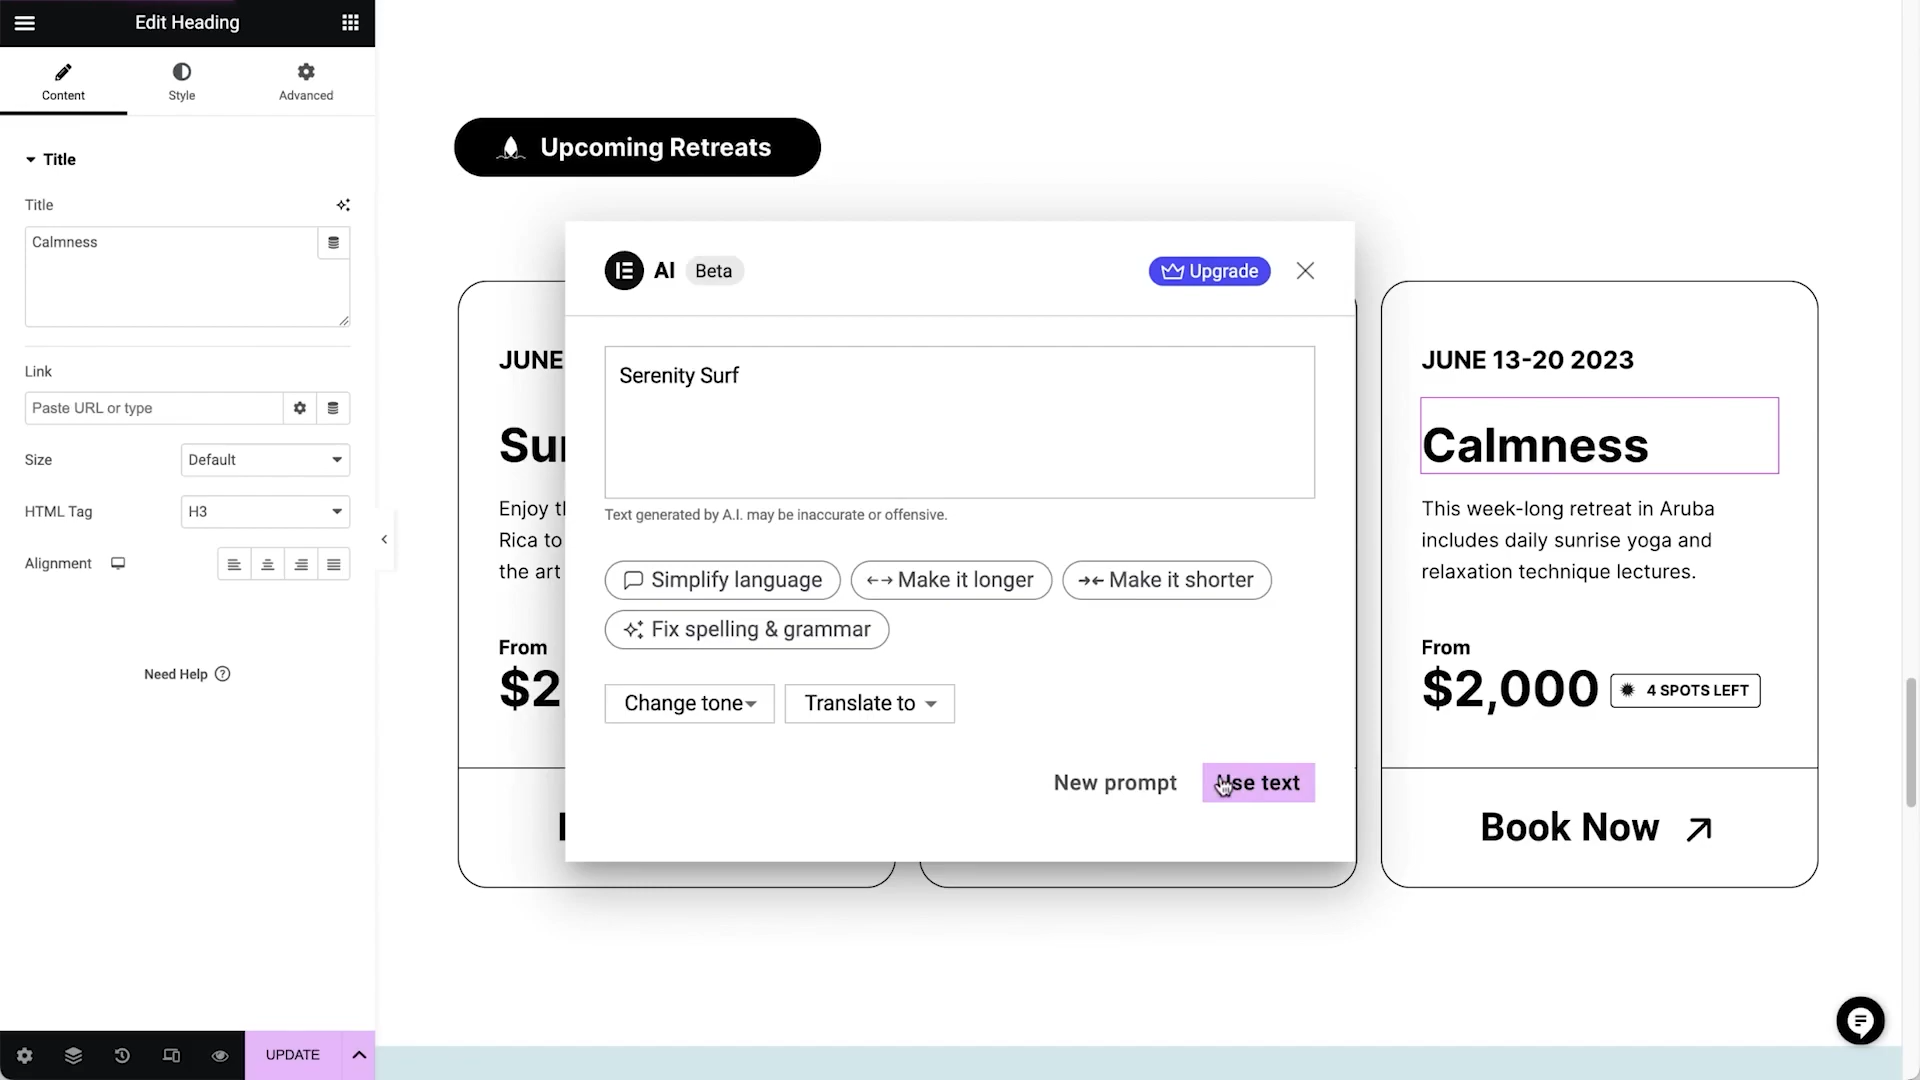 Edit Heading
Content
Style
Advanced
Title
Title
Calmness
Link
Paste URL or type
Size
Default
HTML Tag
H3
Alignment
Need Help
UPDATE
Upcoming Retreats
AI Beta
Upgrade
Serenity Surf
Text generated by A.I. may be inaccurate or offensive.
Simplify language
Make it longer
Make it shorter
Fix spelling & grammar
Change tone
Translate to
New prompt
Use text
JUNE
Enjoy
Rica to
the art
From
$2
JUNE 13-20 2023
Calmness
This week-long retreat in Aruba
includes daily sunrise yoga and
relaxation technique lectures.
From
$2,000
4 SPOTS LEFT
Book Now